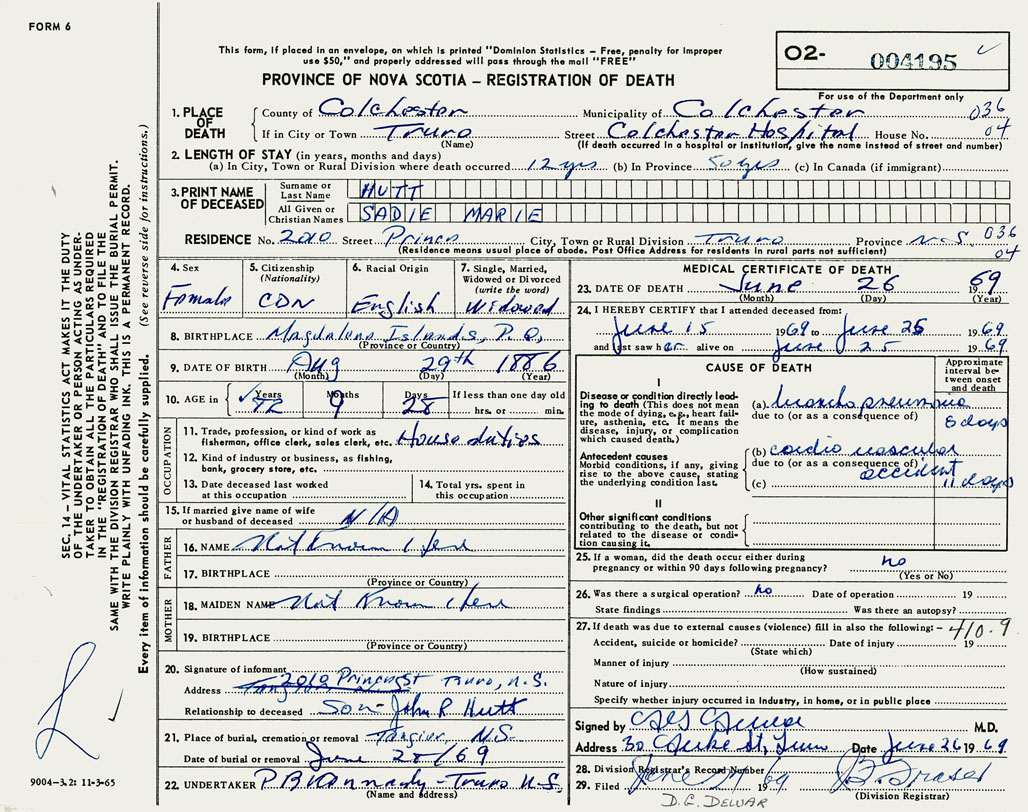 FORM 6
This form, if placed in an envelope, on which is printed "Dominion Statistics – Free, penalty for improper
use $50," and properly addressed will pass through the mail "FREE"
PROVINCE OF NOVA SCOTIA – REGISTRATION OF DEATH
O2- 004195
For use of the Department only
1. PLACE OF DEATH
County of Colchester Municipality of Colchester 036
If in City or Town Truro Street Colchester Hospital House No. 04
(Name) (If death occurred in a hospital or institution, give the name instead of street and number)
2. LENGTH OF STAY (in years, months and days)
(a) In City, Town or Rural Division where death occurred 12 yrs (b) In Province 50 yrs (c) In Canada (if immigrant)
3. PRINT NAME OF DECEASED
Surname or Last Name HUTT
All Given or Christian Names SADIE MARIE
RESIDENCE No. 2010 Street Prince City, Town or Rural Division Truro Province N.S. 036
(Residence means usual place of abode. Post Office Address for residents in rural parts not sufficient) 04
4. Sex Female
5. Citizenship (Nationality) CDN
6. Racial Origin English
7. Single, Married, Widowed or Divorced (write the word) Widowed
8. BIRTHPLACE Magdalene Islands, P.Q.
(Province or Country)
9. DATE OF BIRTH Aug 29th 1886
(Month) (Day) (Year)
10. AGE in Years Months 9 Days 28 If less than one day old
hrs. or min.
OCCUPATION
11. Trade, profession, or kind of work as
fisherman, office clerk, sales clerk, etc. House duties
12. Kind of industry or business, as fishing,
bank, grocery store, etc.
13. Date deceased last worked
at this occupation
14. Total yrs. spent in
this occupation
15. If married give name of wife
or husband of deceased N/A
FATHER
16. NAME Not Known Here
17. BIRTHPLACE
(Province or Country)
MOTHER
18. MAIDEN NAME Not Known Here
19. BIRTHPLACE
(Province or Country)
20. Signature of informant
Address 2010 Prince St Truro, N.S.
Relationship to deceased Son - John R Hutt
21. Place of burial, cremation or removal Tangier, N.S.
Date of burial or removal June 28/69
22. UNDERTAKER Truro N.S.
(Name and address)
MEDICAL CERTIFICATE OF DEATH
23. DATE OF DEATH June 26 1969
(Month) (Day) (Year)
24. I HEREBY CERTIFY that I attended deceased from:
June 15 1969 to June 25 1969
and last saw her alive on June 25 1969
CAUSE OF DEATH
Approximate interval between onset and death
I
Disease or condition directly leading to death (This does not mean the mode of dying, e.g., heart failure, asthenia, etc. It means the disease, injury, or complication which caused death.)
(a) broncho pneumonia
due to (or as a consequence of)
days
Antecedent causes
Morbid conditions, if any, giving rise to the above cause, stating the underlying condition last.
(b) cardio vascular
due to (or as a consequence of) accident
(c) 11 days
II
Other significant conditions
contributing to the death, but not related to the disease or condition causing it.
25. If a woman, did the death occur either during
pregnancy or within 90 days following pregnancy? no
(Yes or No)
26. Was there a surgical operation? no Date of operation 19
State findings Was there an autopsy?
27. If death was due to external causes (violence) fill in also the following: – 410.9
Accident, suicide or homicide? Date of injury 19
(State which)
Manner of injury
(How sustained)
Nature of injury
Specify whether injury occurred in Industry, in home, or in public place
Signed by M.D.
Address Date June 26 1969
28. Division Registrar's Record Number
29. Filed June 1969
(Division Registrar)
D. G. DEWAR
SEC. 14 – VITAL STATISTICS ACT MAKES IT THE DUTY
OF THE UNDERTAKER OR PERSON ACTING AS UNDER-
TAKER TO OBTAIN ALL THE PARTICULARS REQUIRED
IN THE "REGISTRATION OF DEATH" AND TO FILE THE
SAME WITH THE DIVISION REGISTRAR WHO SHALL ISSUE THE BURIAL PERMIT.
WRITE PLAINLY WITH UNFADING INK. THIS IS A PERMANENT RECORD.
Every item of information should be carefully supplied. (See reverse side for instructions.)
9004–3.2: 11-3-65